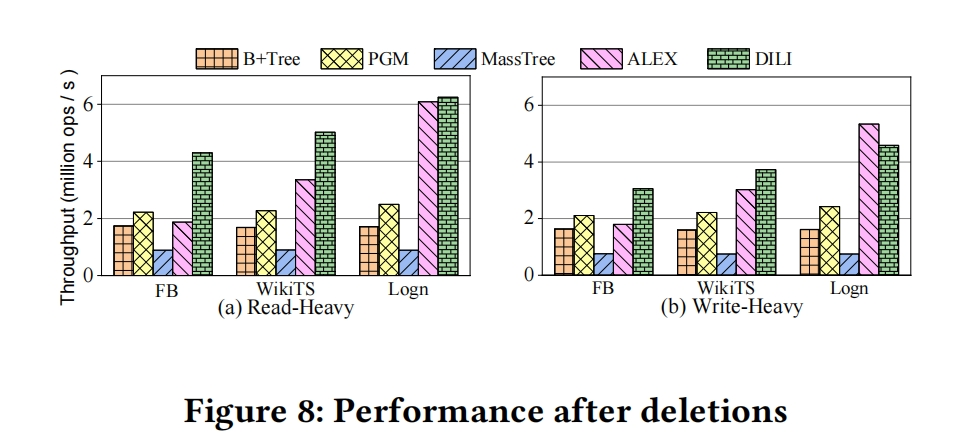 B+Tree PGM MassTree ALEX DILI
Throughput (million ops / s )
6
4
2
0
FB WikiTS Logn
(a) Read-Heavy
6
4
2
0
FB WikiTS Logn
(b) Write-Heavy
Figure 8: Performance after deletions